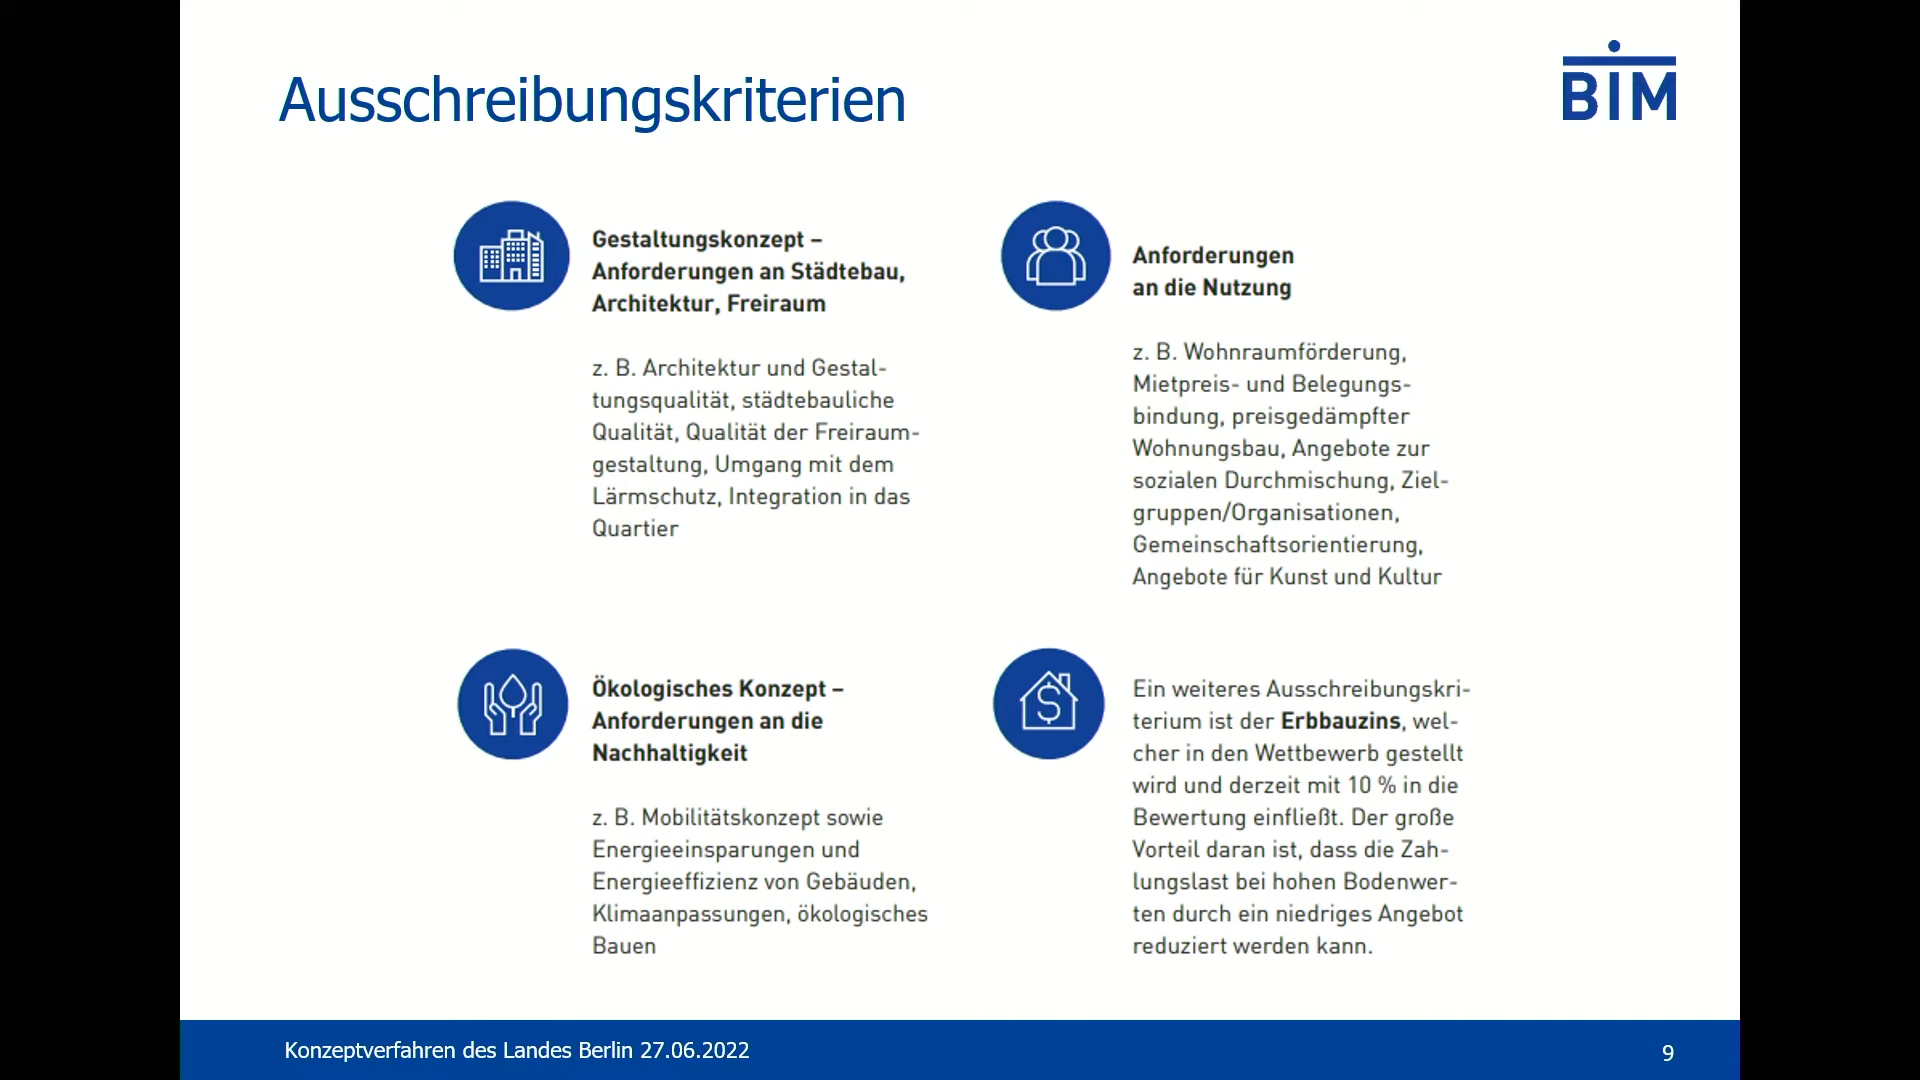 Ausschreibungskriterien
BIM
Gestaltungskonzept –
Anforderungen an Städtebau,
Architektur, Freiraum
z. B. Architektur und Gestal-
tungsqualität, städtebauliche
Qualität, Qualität der Freiraum-
gestaltung, Umgang mit dem
Lärmschutz, Integration in das
Quartier
Anforderungen
an die Nutzung
z. B. Wohnraumförderung,
Mietpreis- und Belegungs-
bindung, preisgedämpfter
Wohnungsbau, Angebote zur
sozialen Durchmischung, Ziel-
gruppen/Organisationen,
Gemeinschaftsorientierung,
Angebote für Kunst und Kultur
Ökologisches Konzept –
Anforderungen an die
Nachhaltigkeit
z. B. Mobilitätskonzept sowie
Energieeinsparungen und
Energieeffizienz von Gebäuden,
Klimaanpassungen, ökologisches
Bauen
$
Ein weiteres Ausschreibungskri-
terium ist der Erbbauzins, wel-
cher in den Wettbewerb gestellt
wird und derzeit mit 10 % in die
Bewertung einfließt. Der große
Vorteil daran ist, dass die Zah-
lungslast bei hohen Bodenwer-
ten durch ein niedriges Angebot
reduziert werden kann.
Konzeptverfahren des Landes Berlin 27.06.2022
9